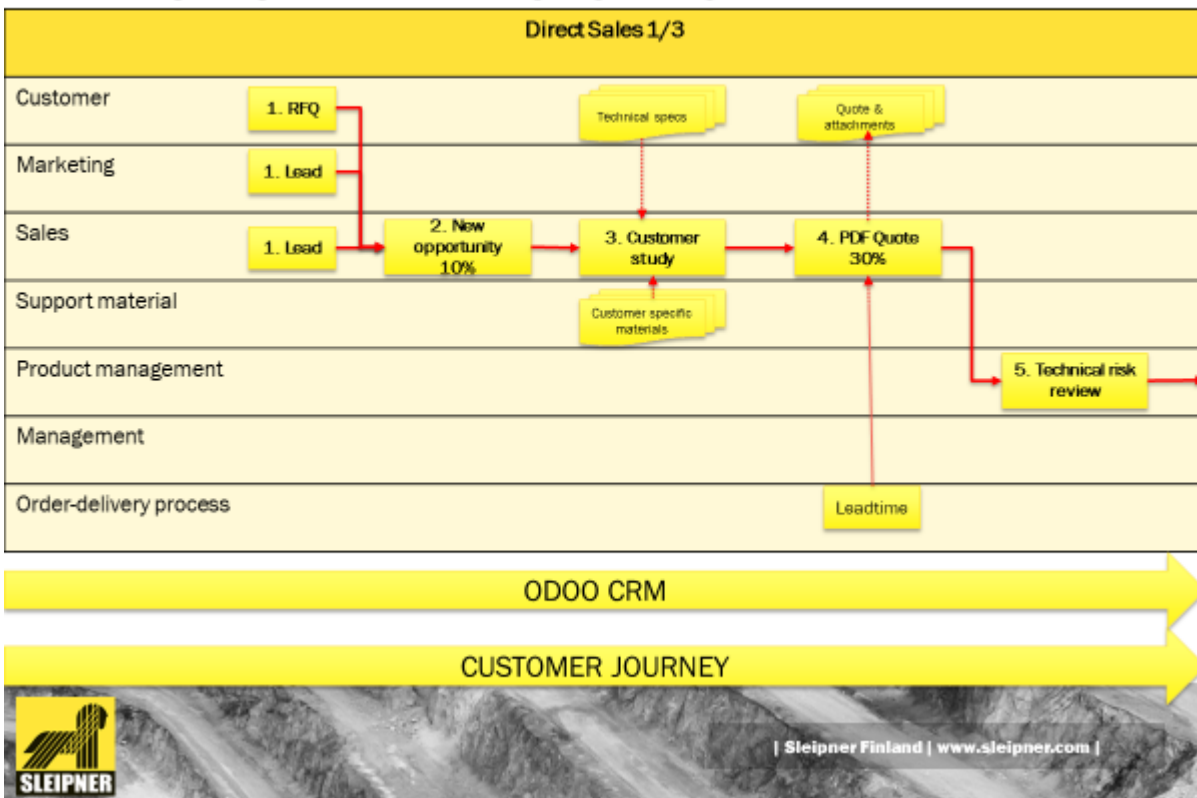 Direct Sales 1/3
Customer
1. RFQ
Technical specs
Quote &
attachments
Marketing
1. Lead
Sales
1. Lead
2. New
opportunity
10%
3. Customer
study
4. PDF Quote
30%
Support material
Customer specific
materials
Product management
5. Technical risk
review
Management
Order-delivery process
Leadtime
ODOO CRM
CUSTOMER JOURNEY
| Sleipner Finland | www.sleipner.com |
SLEIPNER